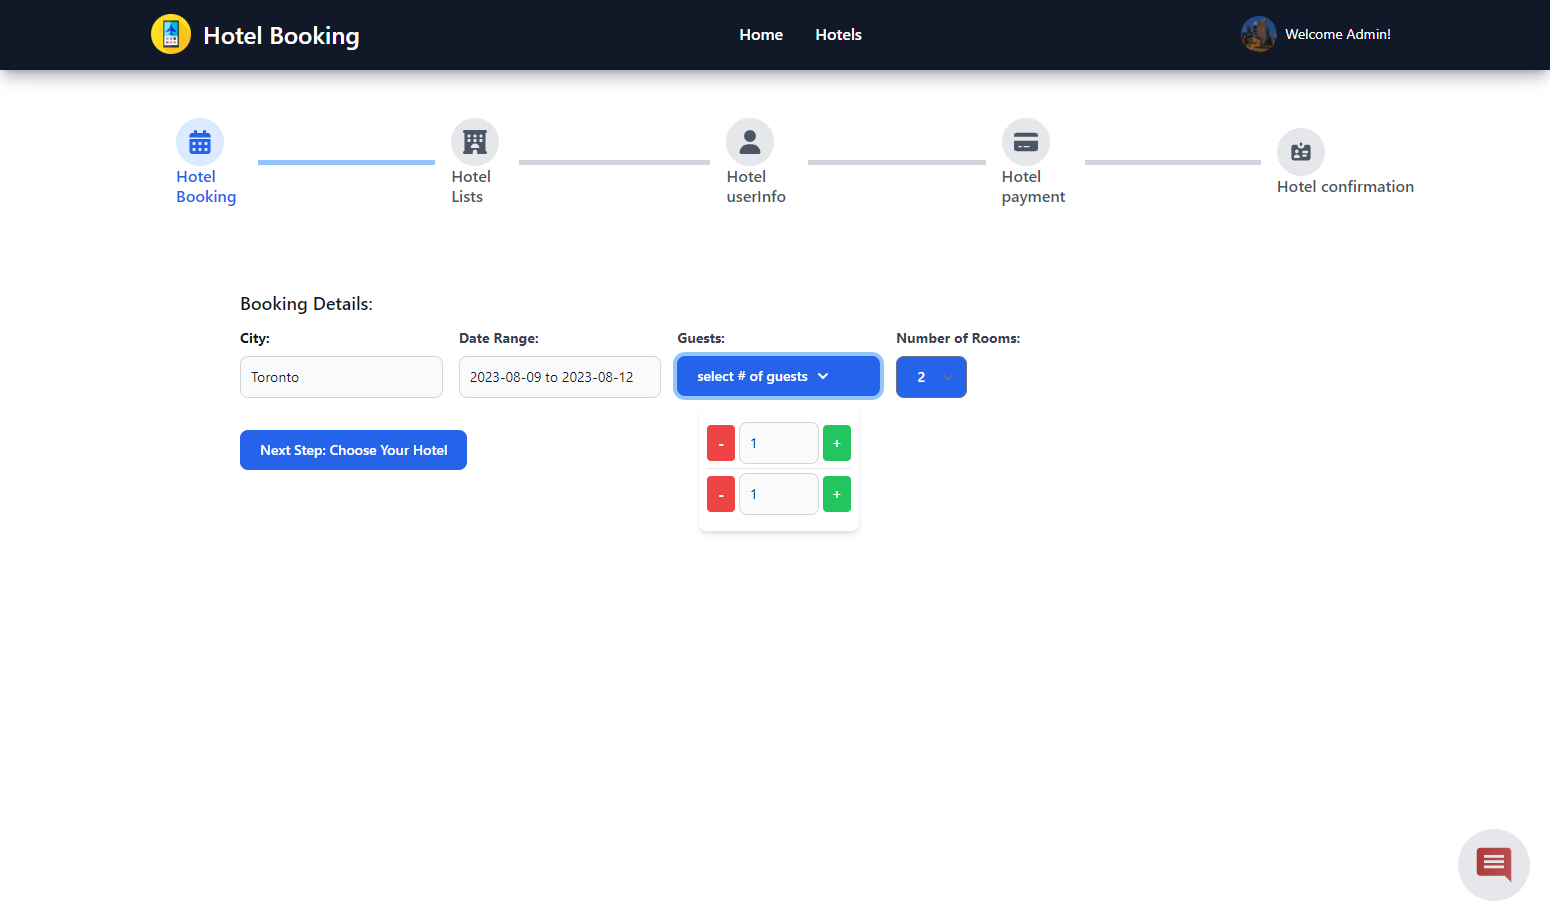 Hotel Booking
Home
Hotels
Welcome Admin!
Hotel
Booking
Hotel
Lists
Hotel
userInfo
Hotel
payment
Hotel confirmation
Booking Details:
City:
Date Range:
Guests:
Number of Rooms:
Toronto
2023-08-09 to 2023-08-12
select # of guests
2
- 1 +
- 1 +
Next Step: Choose Your Hotel